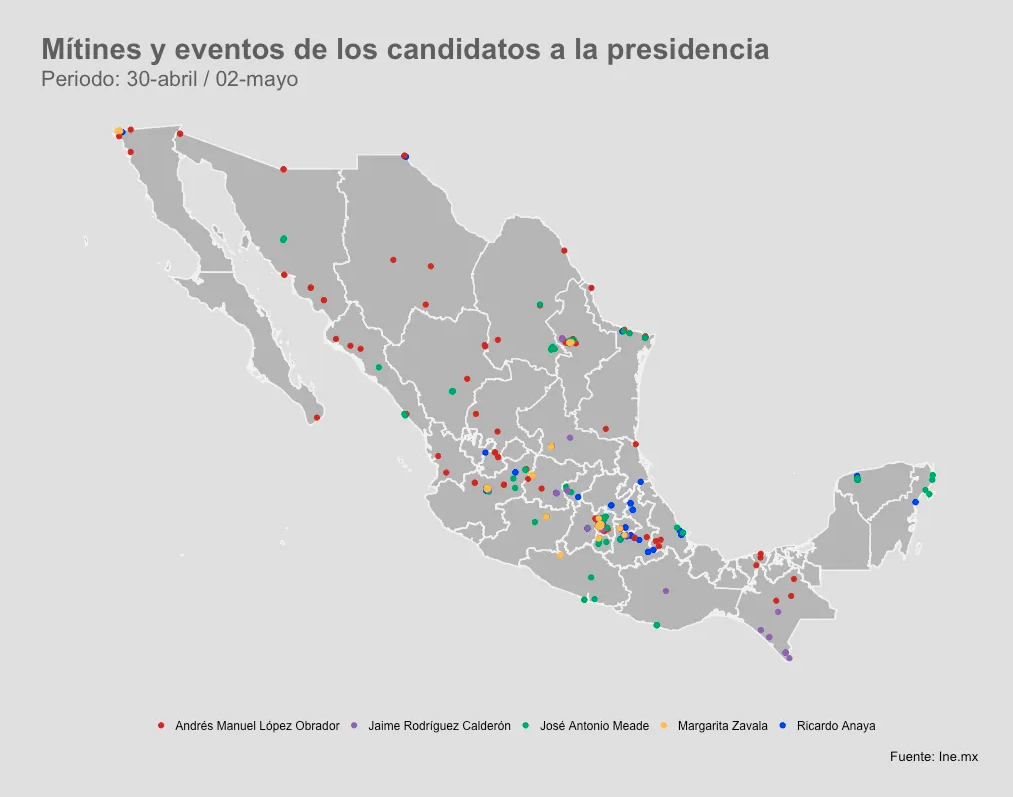 Mítines y eventos de los candidatos a la presidencia
Periodo: 30-abril / 02-mayo
Andrés Manuel López Obrador Jaime Rodríguez Calderón José Antonio Meade Margarita Zavala Ricardo Anaya
Fuente: Ine.mx